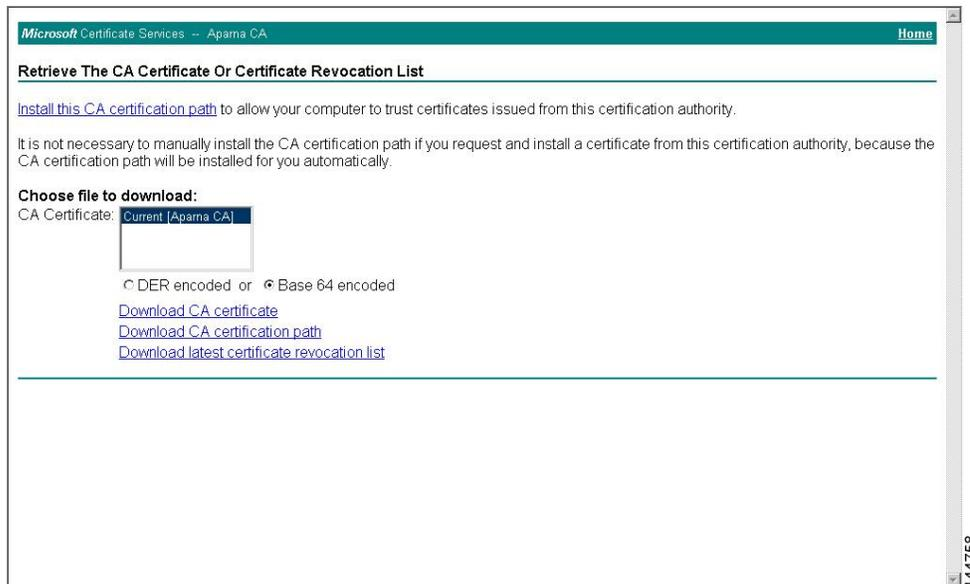 Microsoft Certificate Services -- Aparna CA Home
Retrieve The CA Certificate Or Certificate Revocation List
Install this CA certification path to allow your computer to trust certificates issued from this certification authority.
It is not necessary to manually install the CA certification path if you request and install a certificate from this certification authority, because the
CA certification path will be installed for you automatically.
Choose file to download:
CA Certificate: Current [Aparna CA]
DER encoded or Base 64 encoded
Download CA certificate
Download CA certification path
Download latest certificate revocation list